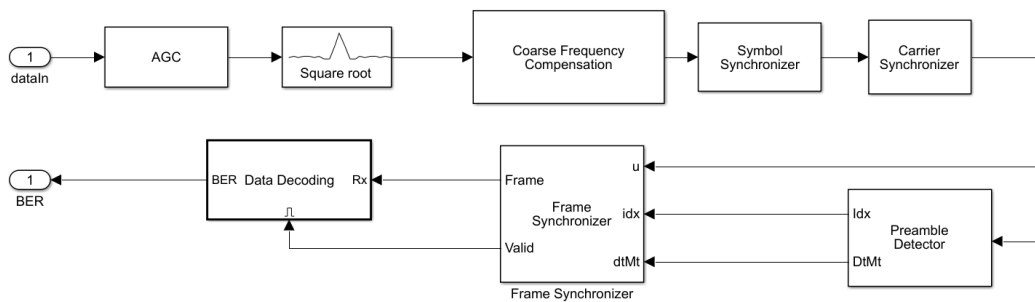 1
dataIn
AGC
Square root
Coarse Frequency
Compensation
Symbol
Synchronizer
Carrier
Synchronizer
1
BER
BER
Data Decoding
Rx
Frame
Valid
Frame
Synchronizer
u
idx
dtMt
Frame Synchronizer
Idx
DtMt
Preamble
Detector